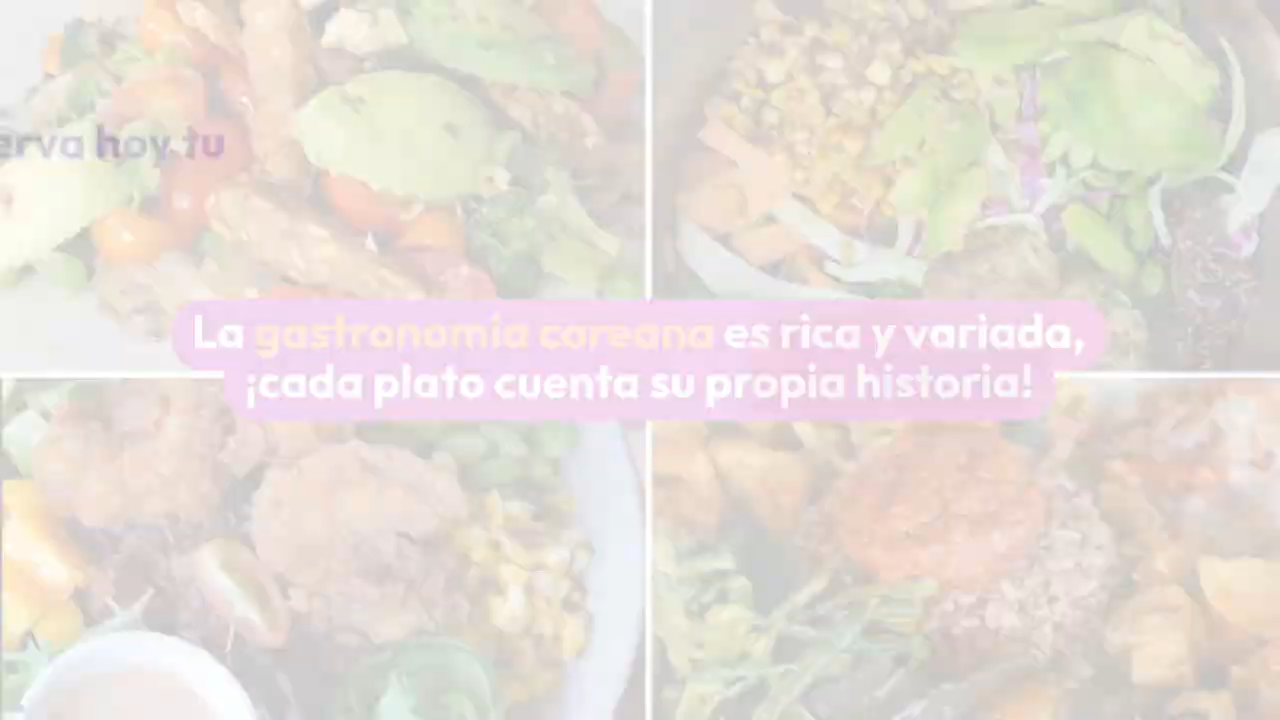 erva hoy tu
La gastronomía coreana es rica y variada,
¡cada plato cuenta su propia historia!